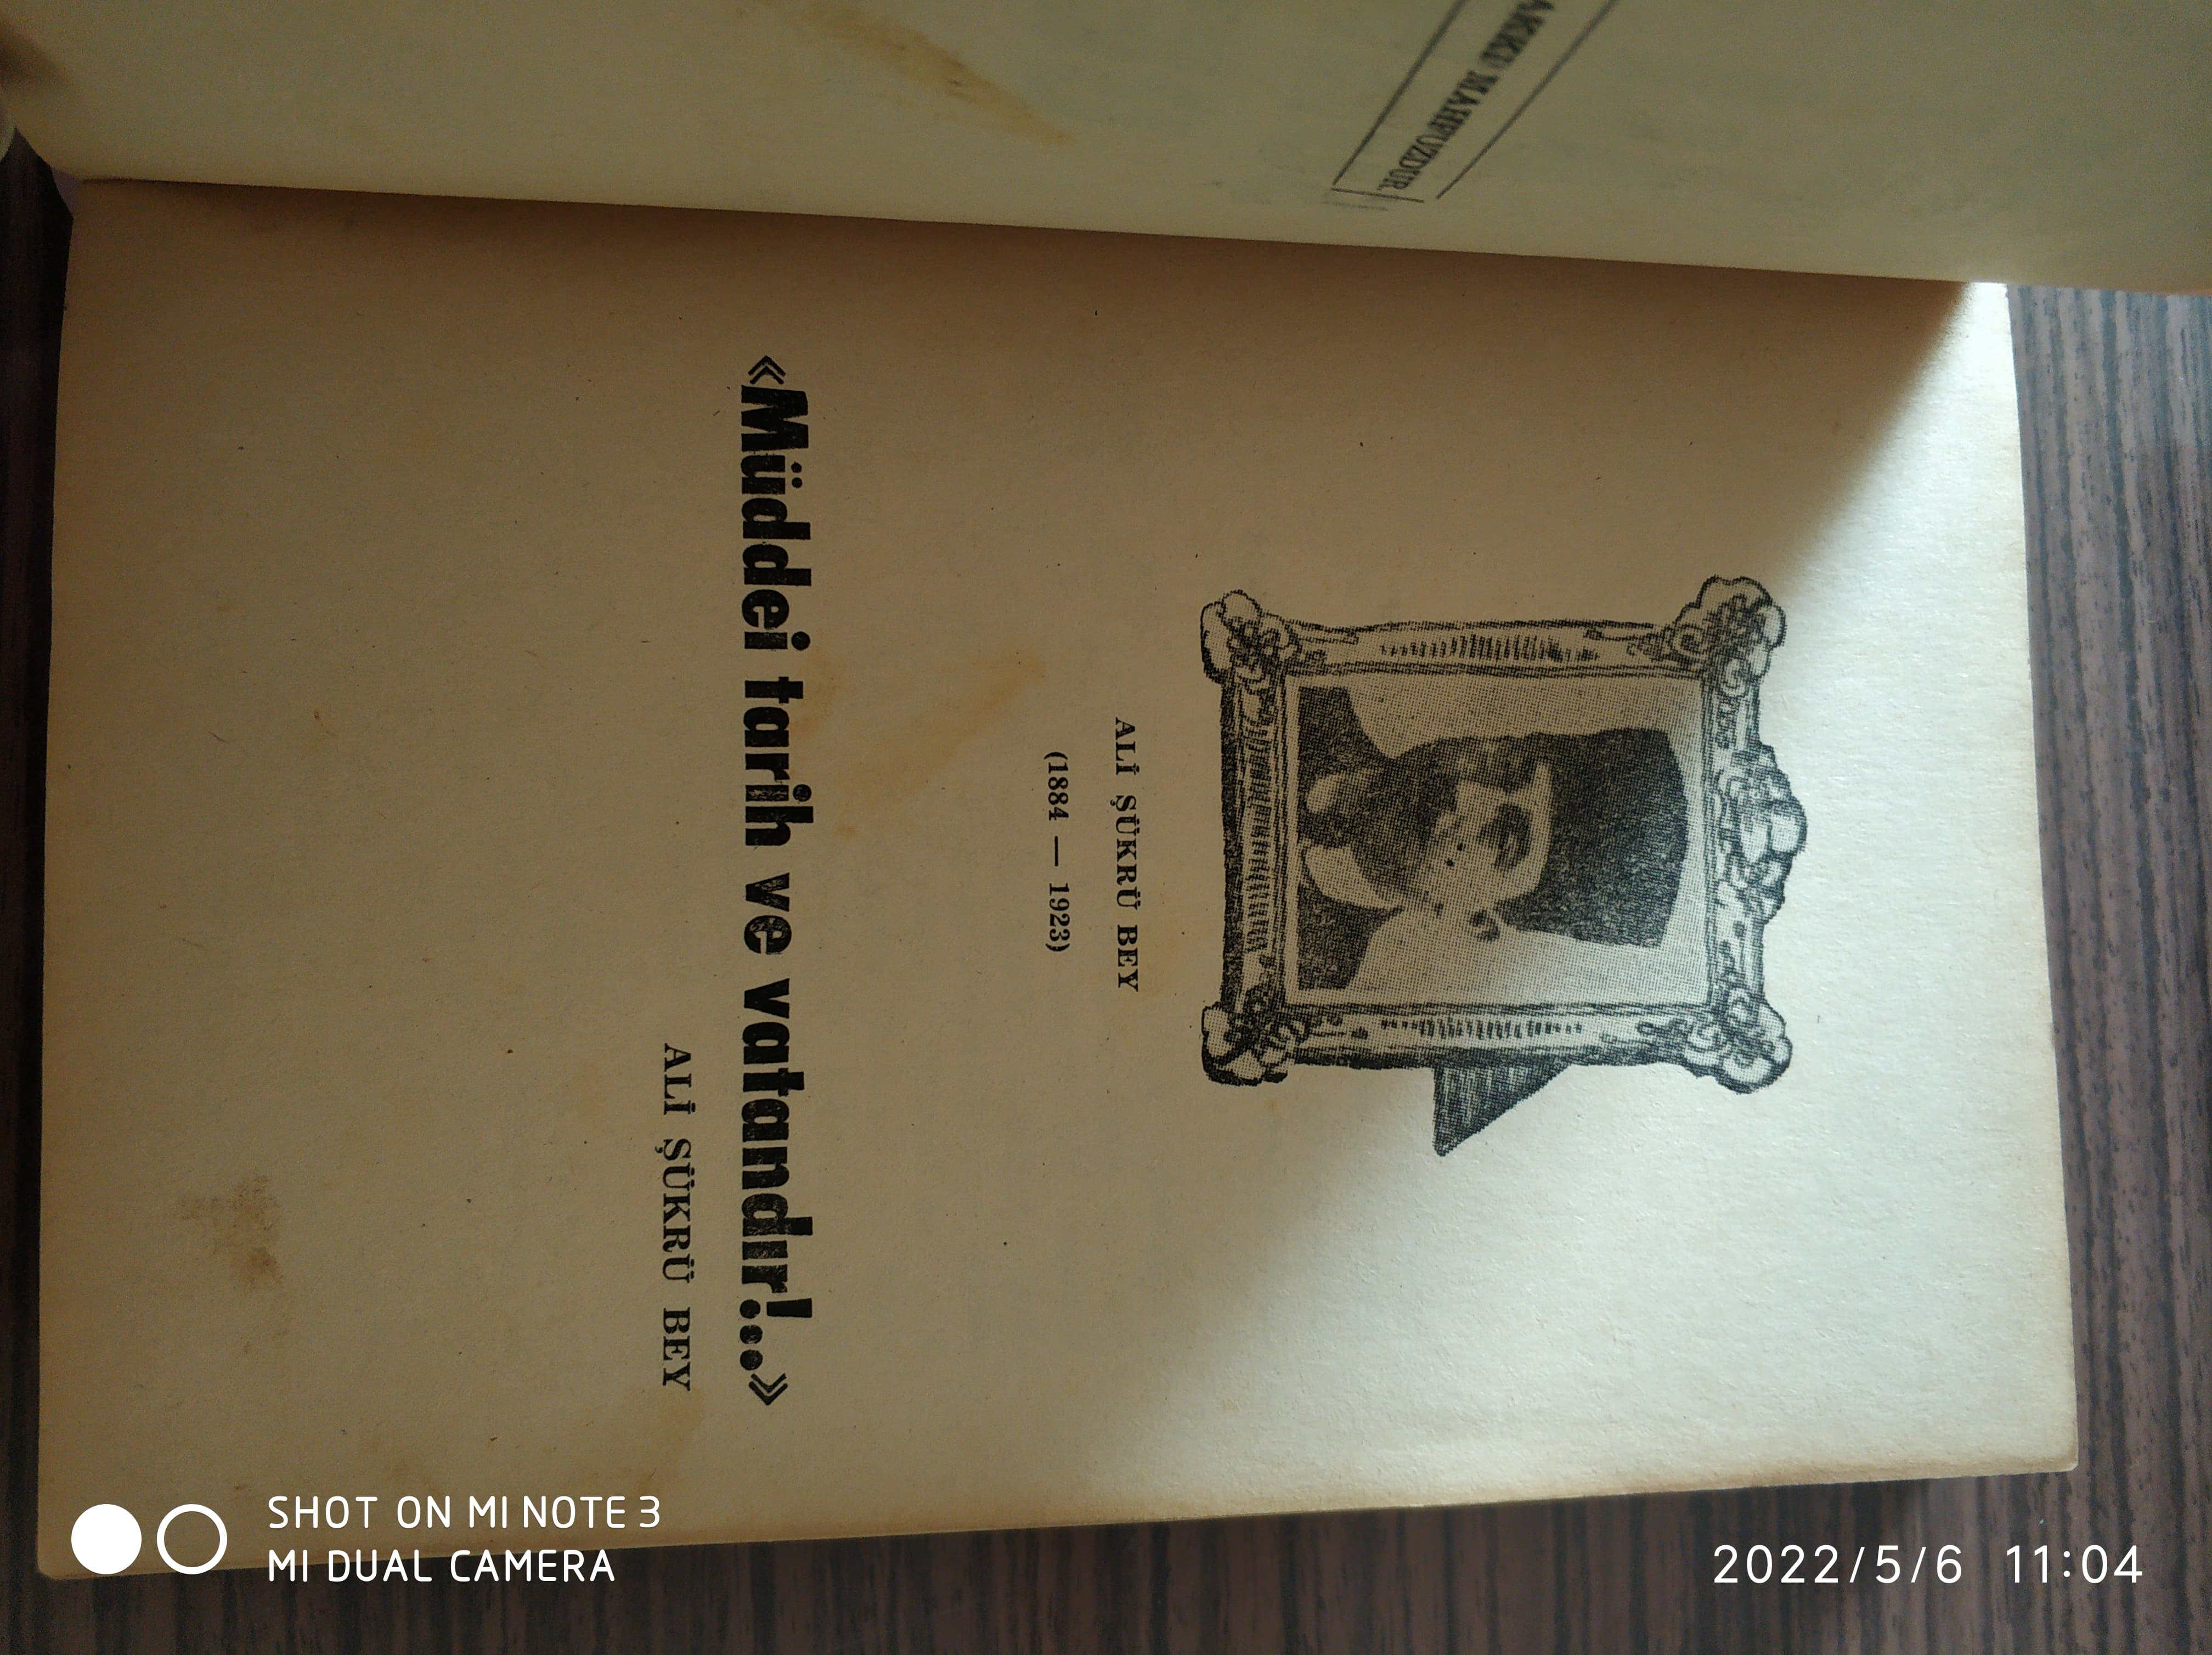 MAHFUZDUR
ALİ ŞÜKRÜ BEY
(1884 — 1923)
«Müddei tarih ve vatandır!...»
ALİ ŞÜKRÜ BEY
SHOT ON MI NOTE 3
MI DUAL CAMERA
2022/5/6 11:04